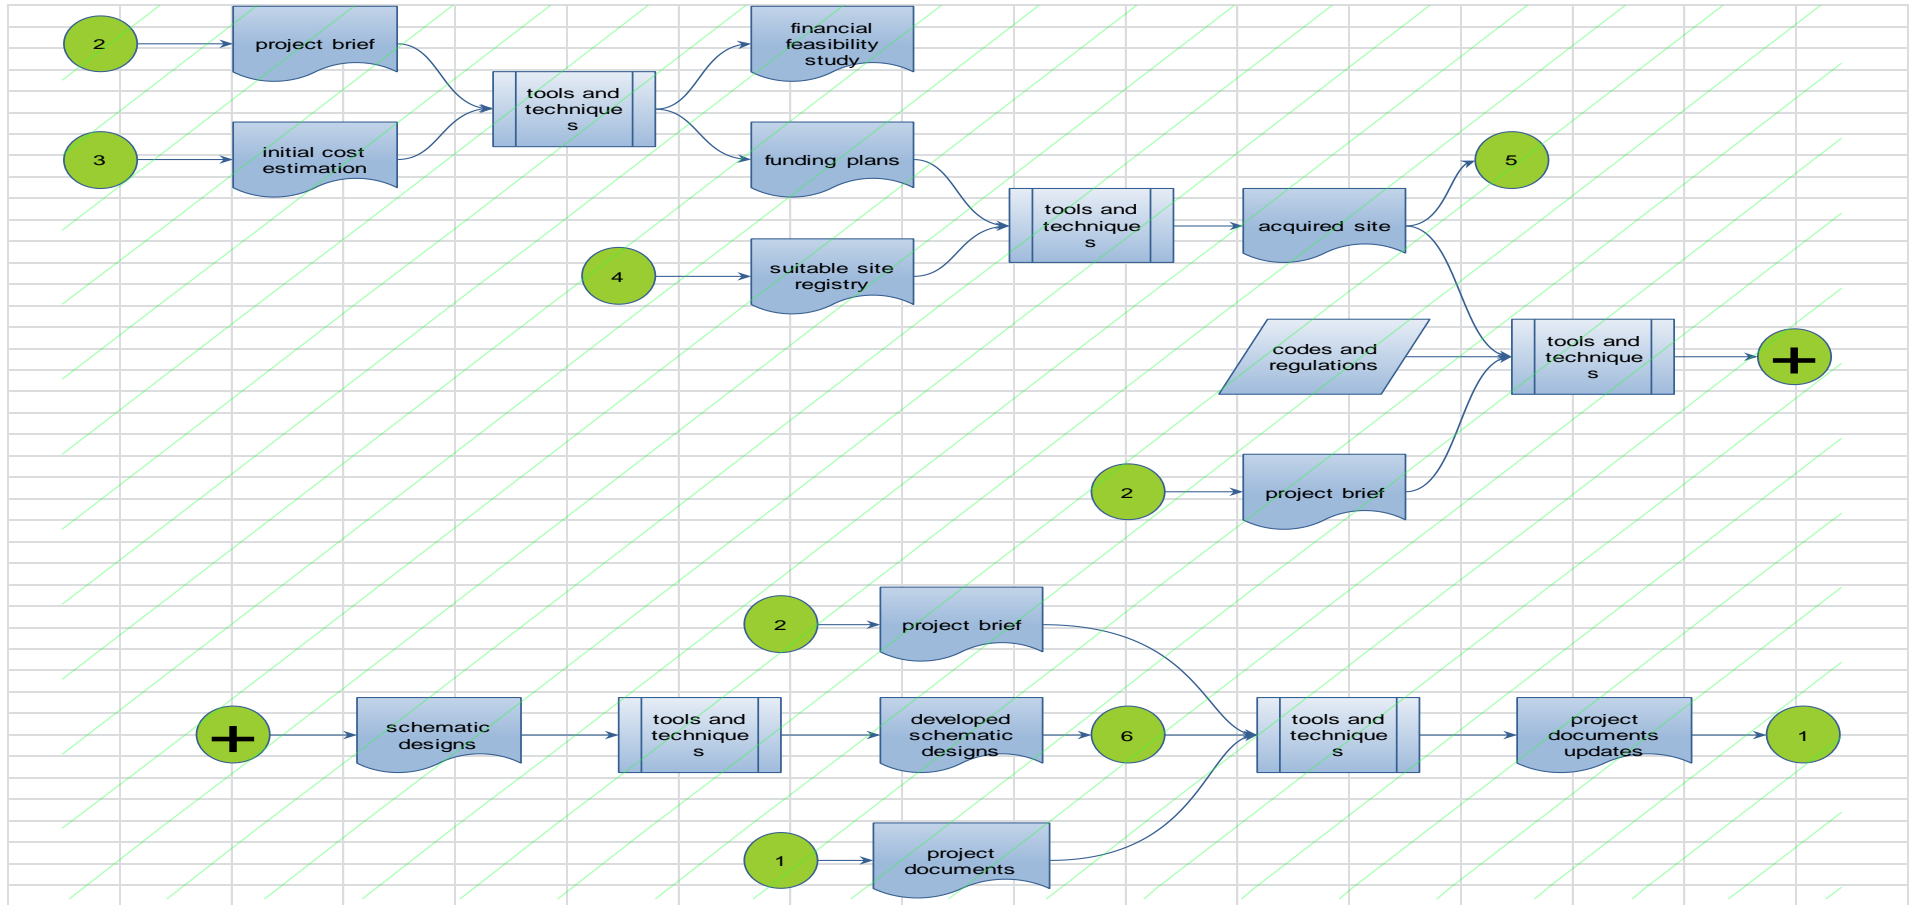 2
project brief
financial
feasibility
study
tools and
technique
s
3
initial cost
estimation
funding plans
5
tools and
technique
s
acquired site
4
suitable site
registry
codes and
regulations
tools and
technique
s
+
2
project brief
2
project brief
+
schematic
designs
tools and
technique
s
developed
schematic
designs
6
tools and
technique
s
project
documents
updates
1
1
project
documents